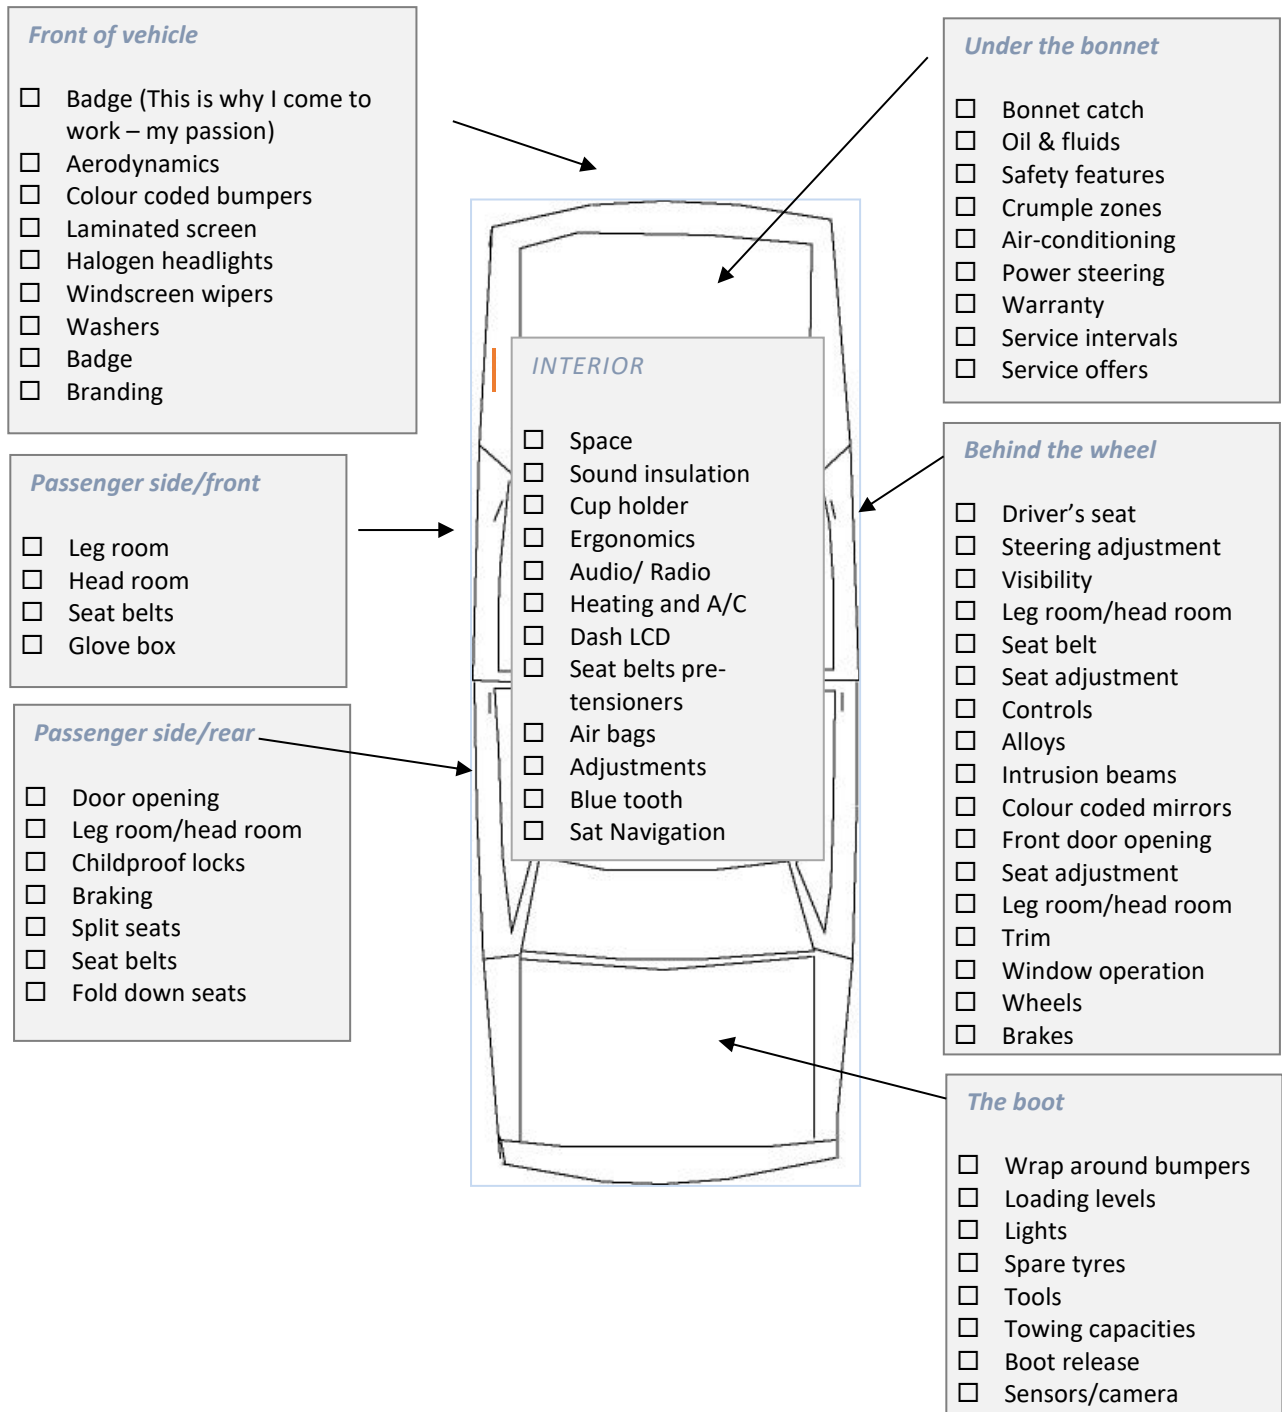 Front of vehicle
☐ Badge (This is why I come to
work – my passion)
☐ Aerodynamics
☐ Colour coded bumpers
☐ Laminated screen
☐ Halogen headlights
☐ Windscreen wipers
☐ Washers
☐ Badge
☐ Branding
Under the bonnet
☐ Bonnet catch
☐ Oil & fluids
☐ Safety features
☐ Crumple zones
☐ Air-conditioning
☐ Power steering
☐ Warranty
☐ Service intervals
☐ Service offers
Passenger side/front
☐ Leg room
☐ Head room
☐ Seat belts
☐ Glove box
INTERIOR
☐ Space
☐ Sound insulation
☐ Cup holder
☐ Ergonomics
☐ Audio/ Radio
☐ Heating and A/C
☐ Dash LCD
☐ Seat belts pre-
tensioners
☐ Air bags
☐ Adjustments
☐ Blue tooth
☐ Sat Navigation
Behind the wheel
☐ Driver’s seat
☐ Steering adjustment
☐ Visibility
☐ Leg room/head room
☐ Seat belt
☐ Seat adjustment
☐ Controls
☐ Alloys
☐ Intrusion beams
☐ Colour coded mirrors
☐ Front door opening
☐ Seat adjustment
☐ Leg room/head room
☐ Trim
☐ Window operation
☐ Wheels
☐ Brakes
Passenger side/rear
☐ Door opening
☐ Leg room/head room
☐ Childproof locks
☐ Braking
☐ Split seats
☐ Seat belts
☐ Fold down seats
The boot
☐ Wrap around bumpers
☐ Loading levels
☐ Lights
☐ Spare tyres
☐ Tools
☐ Towing capacities
☐ Boot release
☐ Sensors/camera